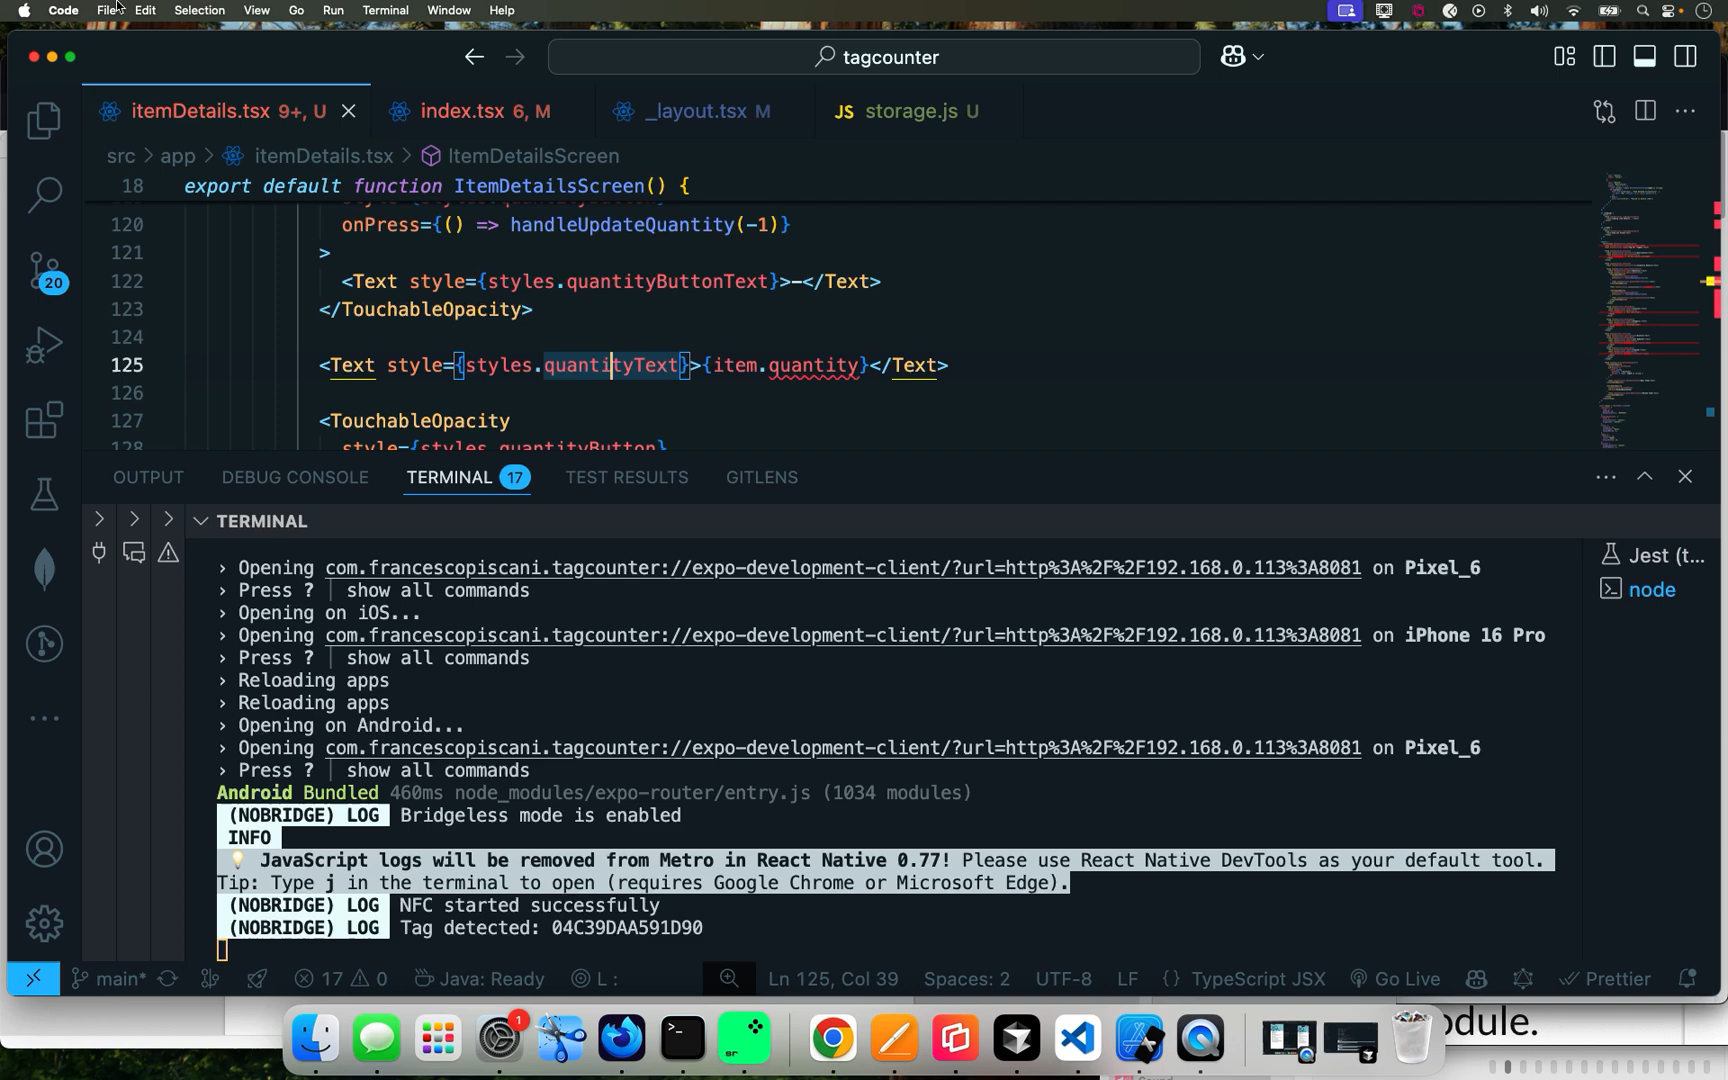 Code File Edit Selection View Go Run Terminal Window Help
tagcounter
itemDetails.tsx 9+, U
index.tsx 6, M
_layout.tsx M
JS storage.js U
src > app > itemDetails.tsx > ItemDetailsScreen
18 export default function ItemDetailsScreen() {
120 onPress={() => handleUpdateQuantity(-1)}
121 >
122 <Text style={styles.quantityButtonText}>-</Text>
123 </TouchableOpacity>
124
125 <Text style={styles.quantityText}>{item.quantity}</Text>
126
127 <TouchableOpacity
128 style={styles.quantityButton}
OUTPUT DEBUG CONSOLE TERMINAL 17 TEST RESULTS GITLENS
TERMINAL
› Opening com.francescopiscani.tagcounter://expo-development-client/?url=http%3A%2F%2F192.168.0.113%3A8081 on Pixel_6
› Press ? │ show all commands
› Opening on iOS...
› Opening com.francescopiscani.tagcounter://expo-development-client/?url=http%3A%2F%2F192.168.0.113%3A8081 on iPhone 16 Pro
› Press ? │ show all commands
› Reloading apps
› Reloading apps
› Opening on Android...
› Opening com.francescopiscani.tagcounter://expo-development-client/?url=http%3A%2F%2F192.168.0.113%3A8081 on Pixel_6
› Press ? │ show all commands
Android Bundled 460ms node_modules/expo-router/entry.js (1034 modules)
(NOBRIDGE) LOG Bridgeless mode is enabled
INFO
💡 JavaScript logs will be removed from Metro in React Native 0.77! Please use React Native DevTools as your default tool.
Tip: Type j in the terminal to open (requires Google Chrome or Microsoft Edge).
(NOBRIDGE) LOG NFC started successfully
(NOBRIDGE) LOG Tag detected: 04C39DAA591D90
Jest (t...
node
20
main* 17 0 Java: Ready L : Ln 125, Col 39 Spaces: 2 UTF-8 LF {} TypeScript JSX Go Live Prettier
odule.
1
sr